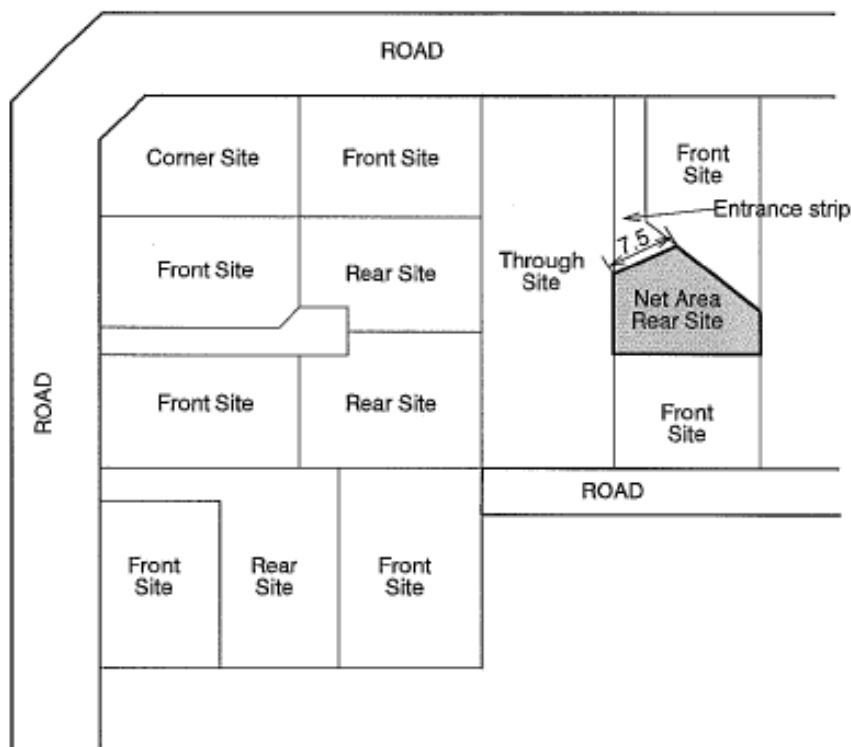 ROAD
Corner Site
Front Site
Front
Site
Entrance strip
7.5
Front Site
Rear Site
Through
Site
Net Area
Rear Site
ROAD
Front Site
Rear Site
Front
Site
ROAD
Front
Site
Rear
Site
Front
Site